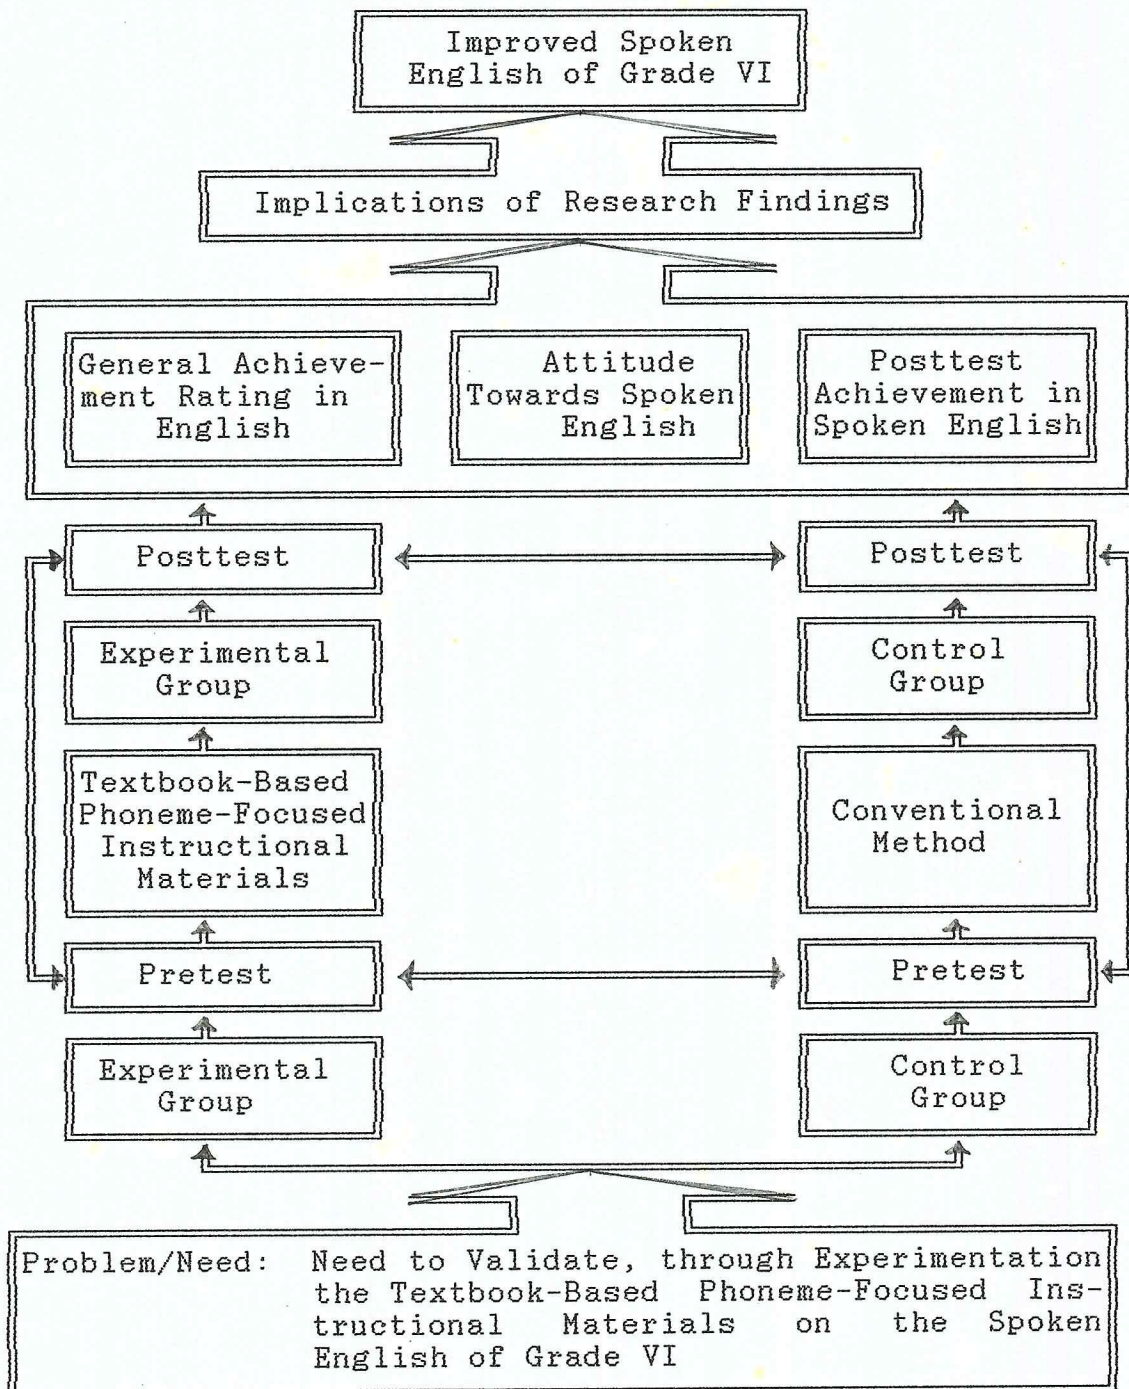 Improved Spoken
English of Grade VI
Implications of Research Findings
General Achieve-
ment Rating in
English
Attitude
Towards Spoken
English
Posttest
Achievement in
Spoken English
Posttest
Posttest
Experimental
Group
Control
Group
Textbook-Based
Phoneme-Focused
Instructional
Materials
Conventional
Method
Pretest
Pretest
Experimental
Group
Control
Group
Problem/Need: Need to Validate, through Experimentation
the Textbook-Based Phoneme-Focused Ins-
tructional Materials on the Spoken
English of Grade VI